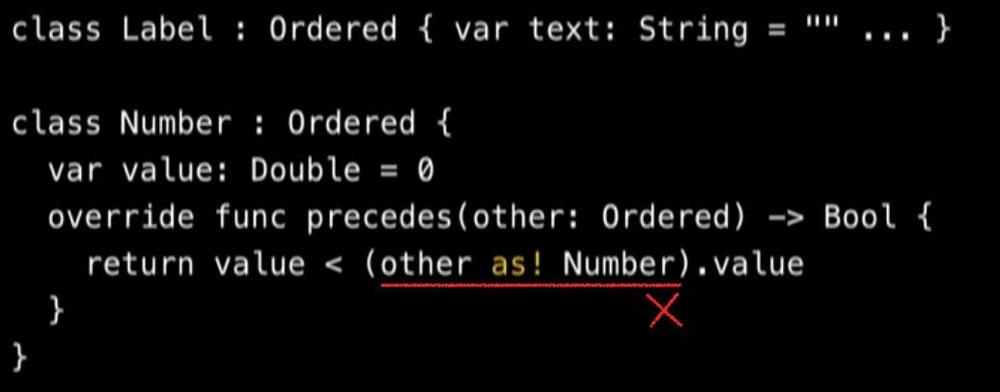 class Label : Ordered { var text: String = "" ... }
class Number : Ordered {
  var value: Double = 0
  override func precedes(other: Ordered) -> Bool {
    return value < (other as! Number).value
  }
}